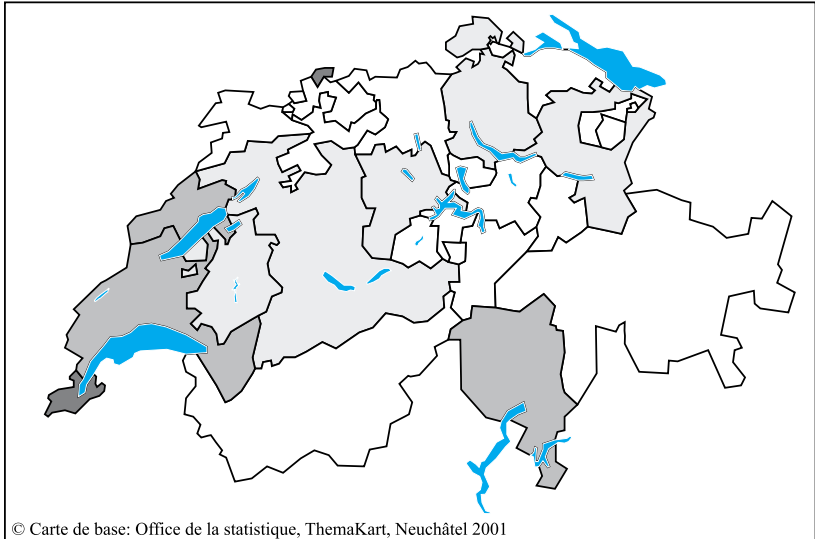 © Carte de base: Office de la statistique, ThemaKart, Neuchâtel 2001